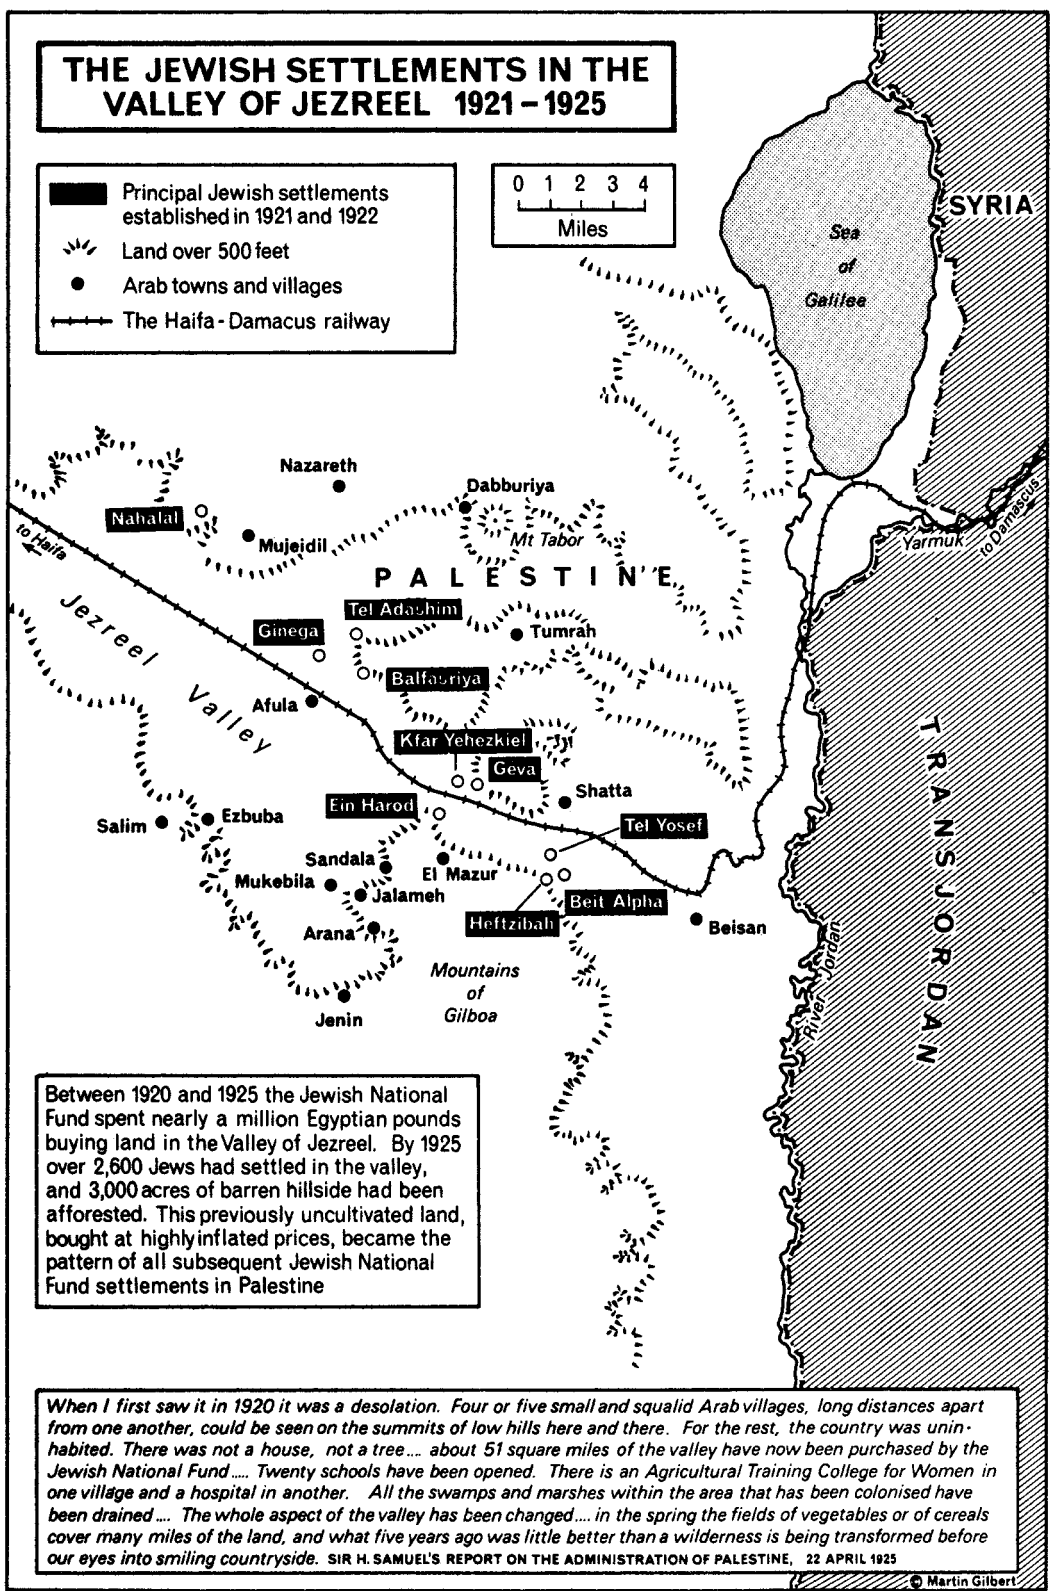 THE JEWISH SETTLEMENTS IN THE
VALLEY OF JEZREEL 1921-1925
Principal Jewish settlements
established in 1921 and 1922
Land over 500 feet
Arab towns and villages
The Haifa-Damacus railway
0 1 2 3 4
Miles
SYRIA
Sea
of
Galilee
Nazareth
Dabburiya
Nahalal
Mujeidil
Mt Tabor
to Haifa
Yarmuk
to Damascus
PALESTINE
Jezreel
Valley
Tel Adashim
Ginega
Tumrah
Balfouriya
Afula
TRANSJORDAN
Kfar Yehezkiel
Geva
Shatta
Ein Harod
Tel Yosef
Salim
Ezbuba
Sandala
El Mazur
Mukebila
Jalameh
Beit Alpha
Heftzibah
Beisan
Arana
River Jordan
Mountains
of
Gilboa
Jenin
Between 1920 and 1925 the Jewish National
Fund spent nearly a million Egyptian pounds
buying land in the Valley of Jezreel. By 1925
over 2,600 Jews had settled in the valley,
and 3,000 acres of barren hillside had been
afforested. This previously uncultivated land,
bought at highly inflated prices, became the
pattern of all subsequent Jewish National
Fund settlements in Palestine
When I first saw it in 1920 it was a desolation. Four or five small and squalid Arab villages, long distances apart
from one another, could be seen on the summits of low hills here and there. For the rest, the country was unin-
habited. There was not a house, not a tree.... about 51 square miles of the valley have now been purchased by the
Jewish National Fund..... Twenty schools have been opened. There is an Agricultural Training College for Women in
one village and a hospital in another. All the swamps and marshes within the area that has been colonised have
been drained.... The whole aspect of the valley has been changed.... in the spring the fields of vegetables or of cereals
cover many miles of the land, and what five years ago was little better than a wilderness is being transformed before
our eyes into smiling countryside. SIR H. SAMUEL'S REPORT ON THE ADMINISTRATION OF PALESTINE, 22 APRIL 1925
© Martin Gilbert